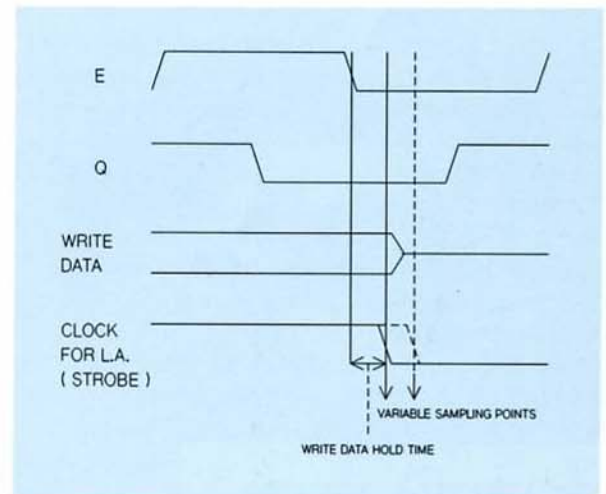 E
Q
WRITE
DATA
CLOCK
FOR L.A.
( STROBE )
VARIABLE SAMPLING POINTS
WRITE DATA HOLD TIME